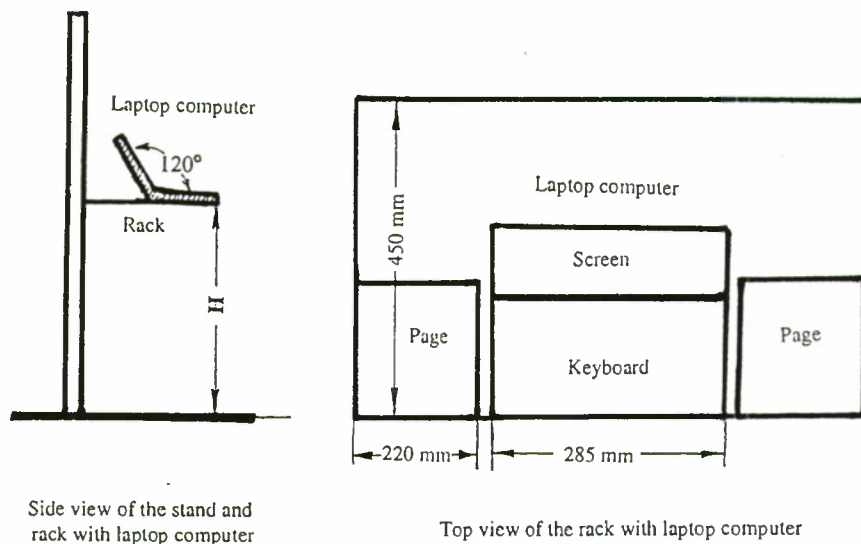 Laptop computer
120°
Rack
H
Side view of the stand and
rack with laptop computer
Laptop computer
450 mm
Screen
Page
Keyboard
Page
220 mm
285 mm
Top view of the rack with laptop computer